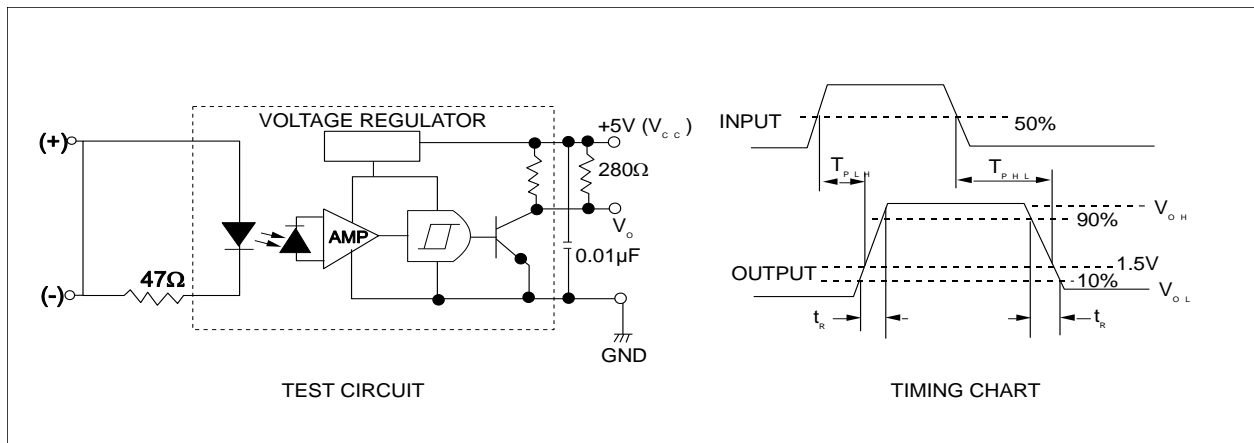 VOLTAGE REGULATOR
+5V (VCC)
(+)
280Ω
AMP
VO
0.01µF
47Ω
(-)
GND
TEST CIRCUIT
INPUT
50%
TPLH
TPHL
VOH
90%
OUTPUT
1.5V
10%
VOL
tR
tR
TIMING CHART